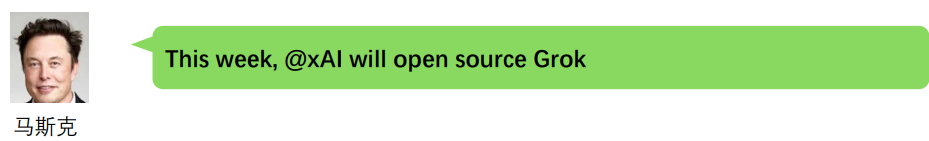 This week, @xAI will open source Grok
马斯克